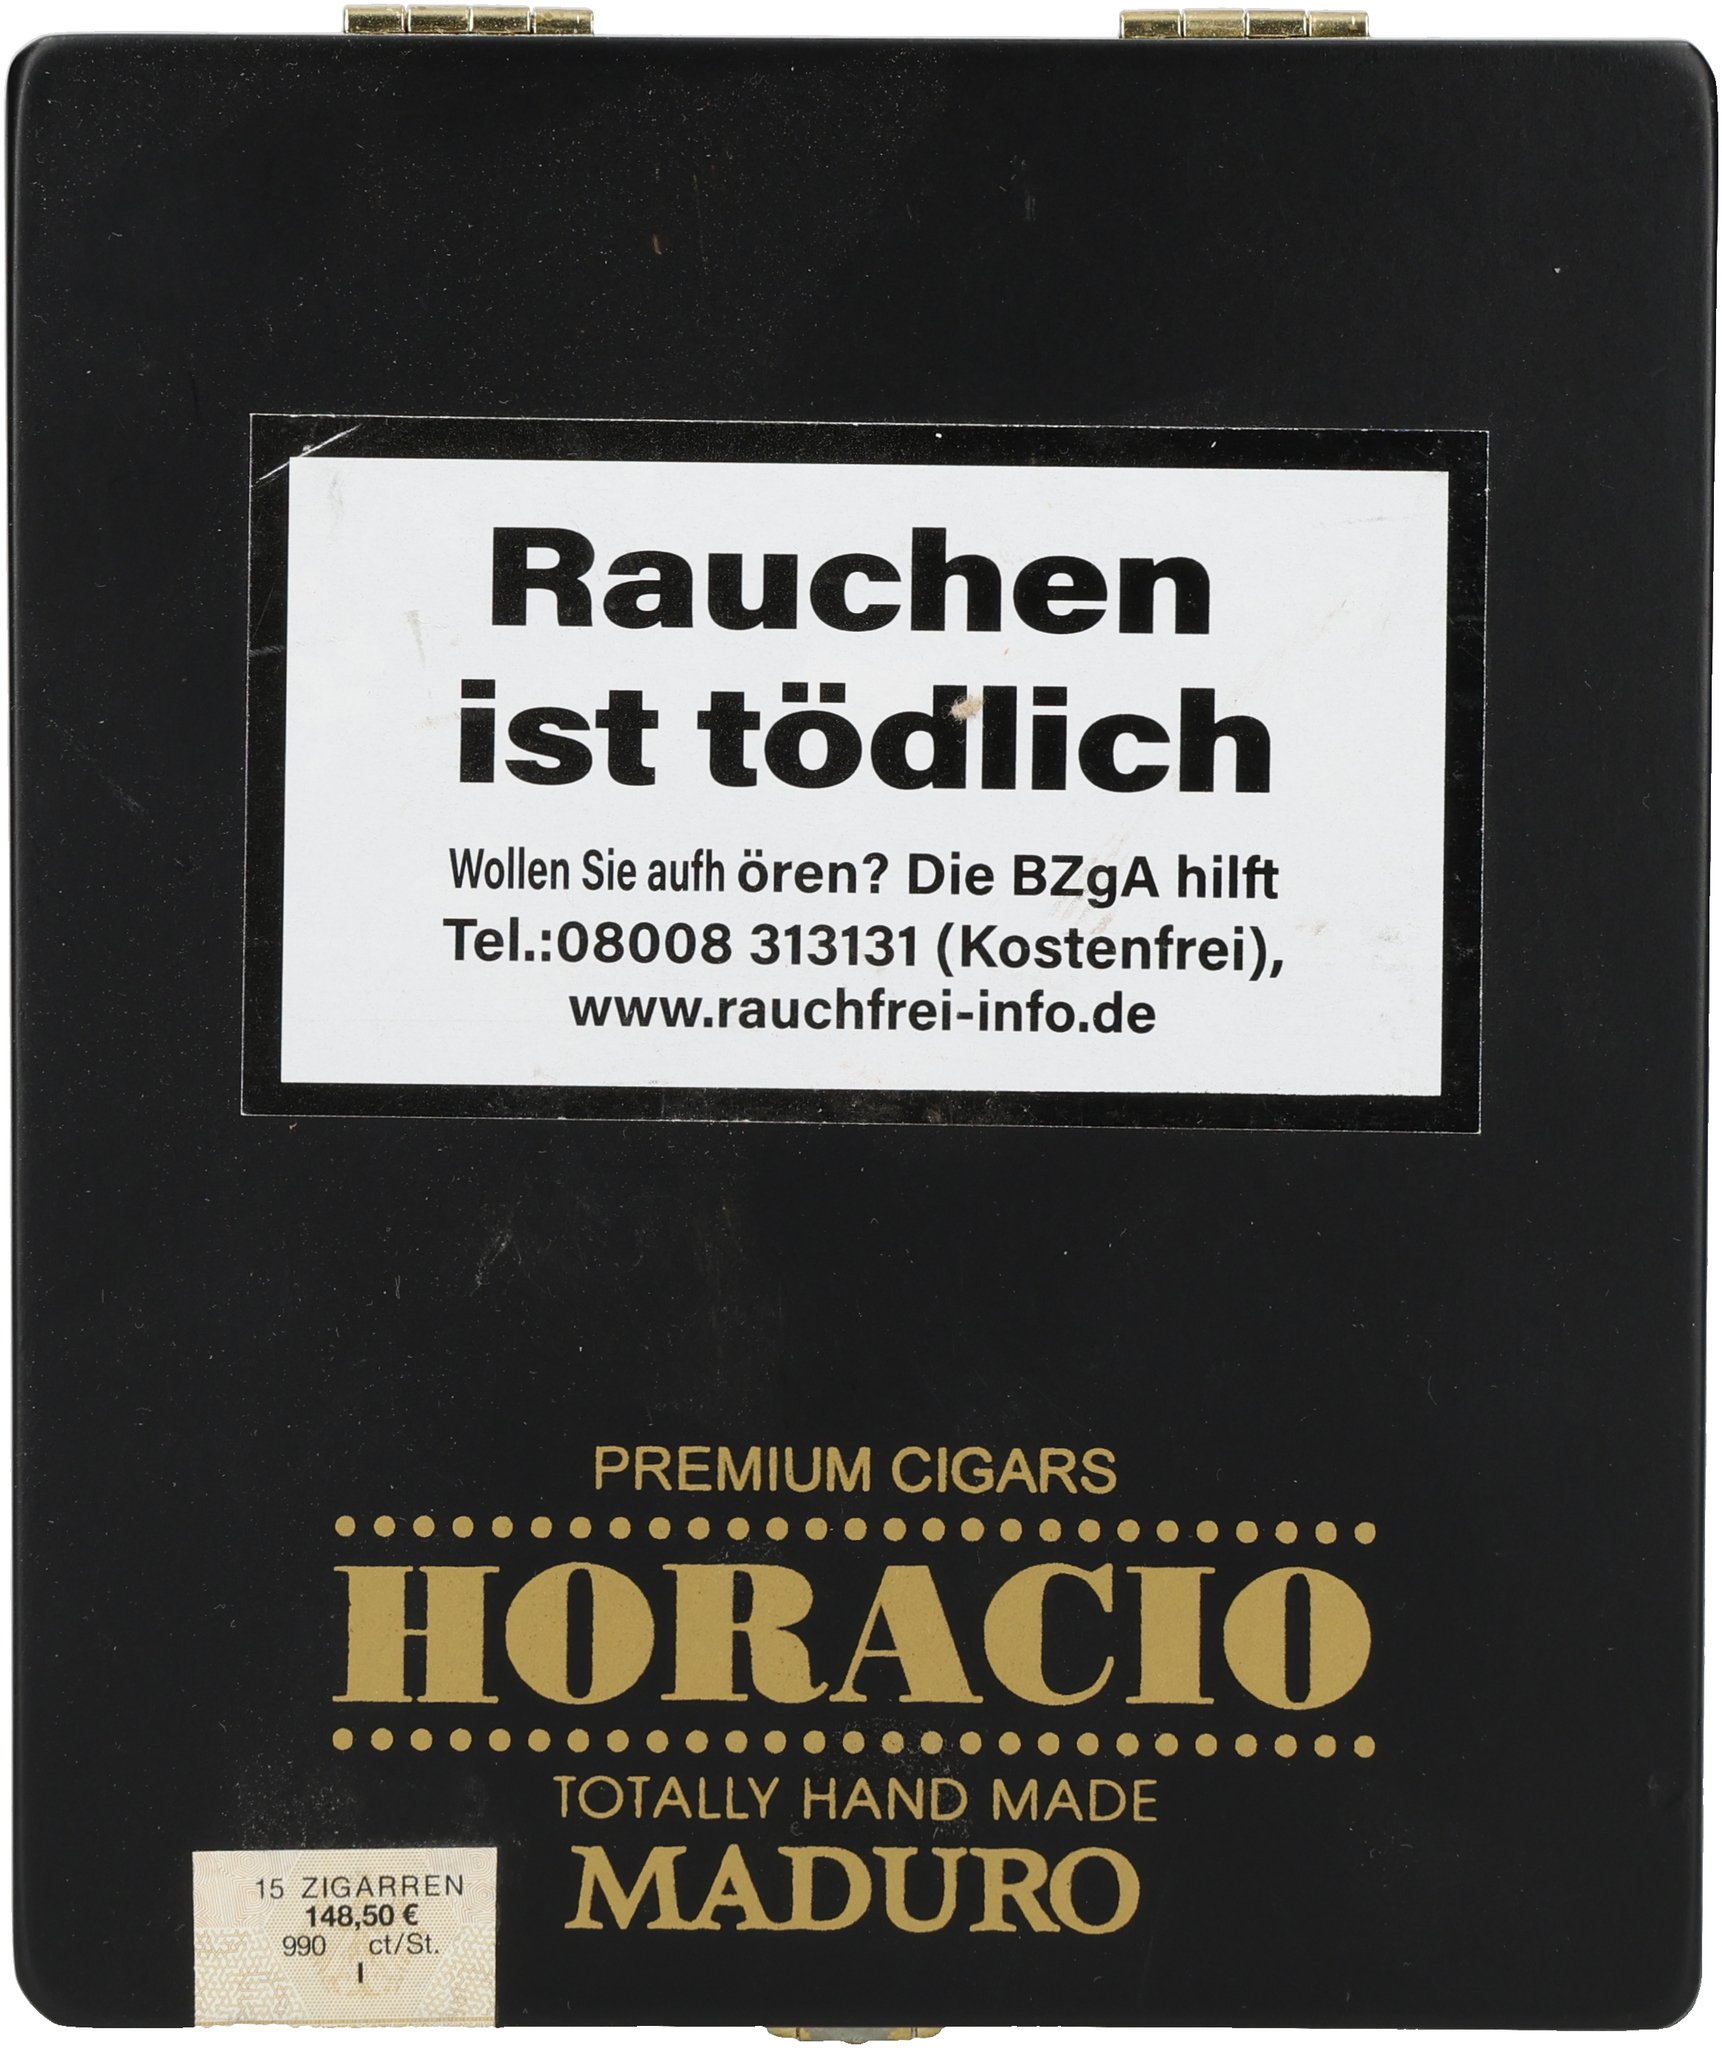 Rauchen
ist tödlich
Wollen Sie aufh ören? Die BZgA hilft
Tel.:08008 313131 (Kostenfrei),
www.rauchfrei-info.de
PREMIUM CIGARS
HORACIO
TOTALLY HAND MADE
MADURO
15 ZIGARREN
148,50 €
990 ct/St.
I